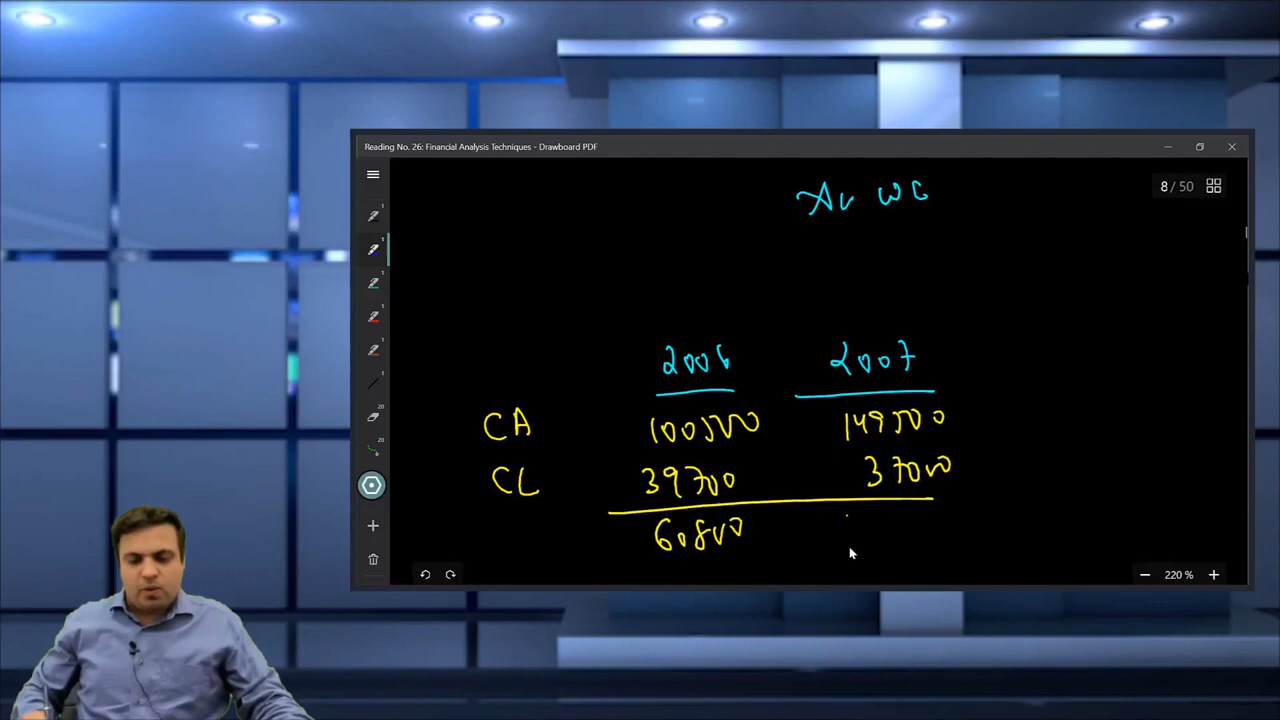 Reading No. 26: Financial Analysis Techniques - Drawboard PDF
8 / 50
Av WC
2006 2007
CA 100500 149500
CL 39700 37000
60800
220 %